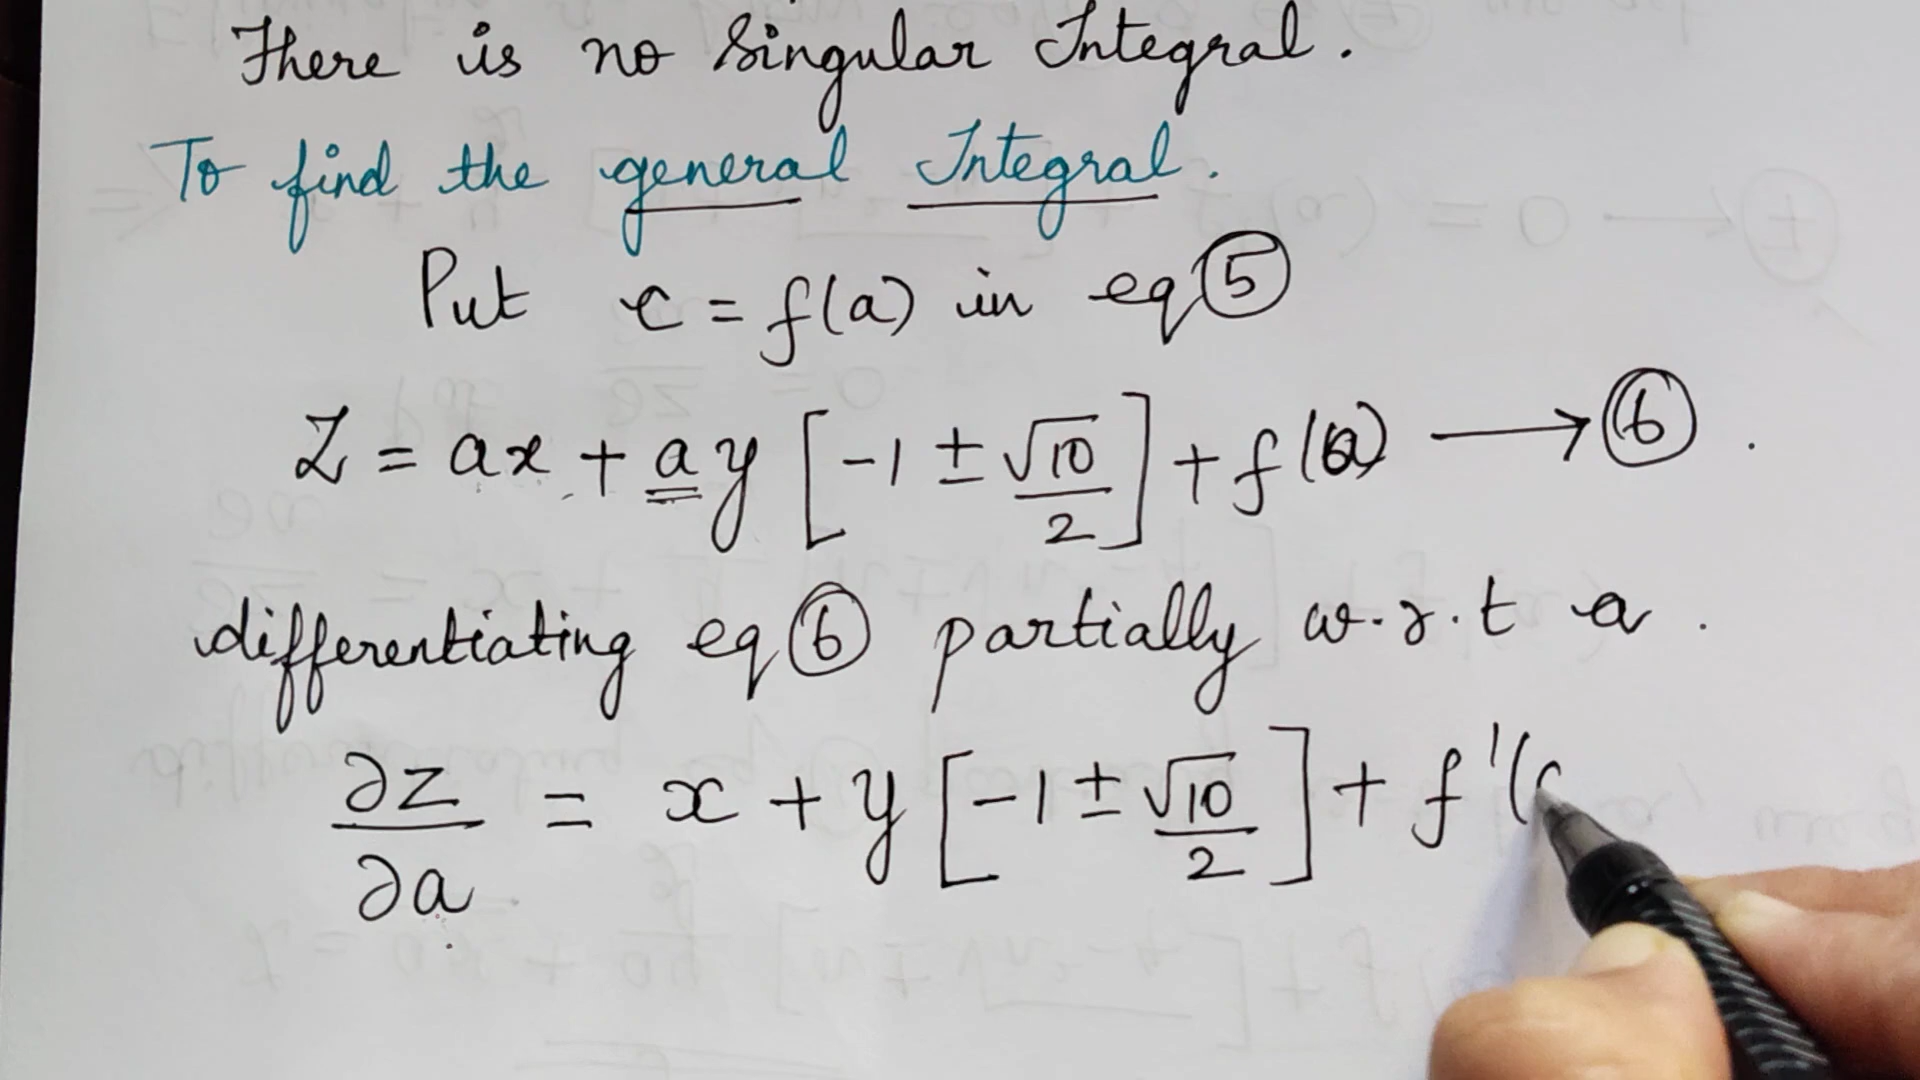 There is no Singular Integral.
To find the general Integral.
Put c = f(a) in eq ⑤
Z = ax + ay [-1 ± √10/2] + f(a) → ⑥
differentiating eq ⑥ partially w.r.t a.
∂z/∂a = x + y [-1 ± √10/2] + f'(